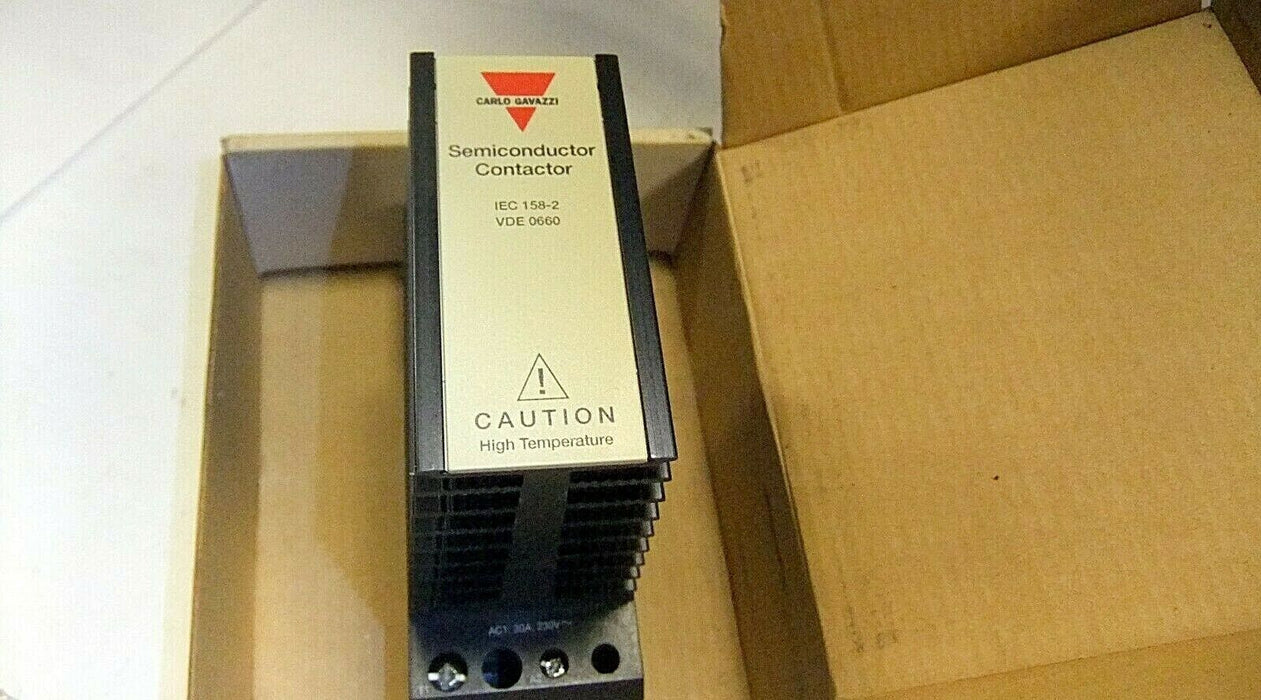 CARLO GAVAZZI
Semiconductor
Contactor
IEC 158-2
VDE 0660
!
CAUTION
High Temperature
AC1: 30A, 230V~